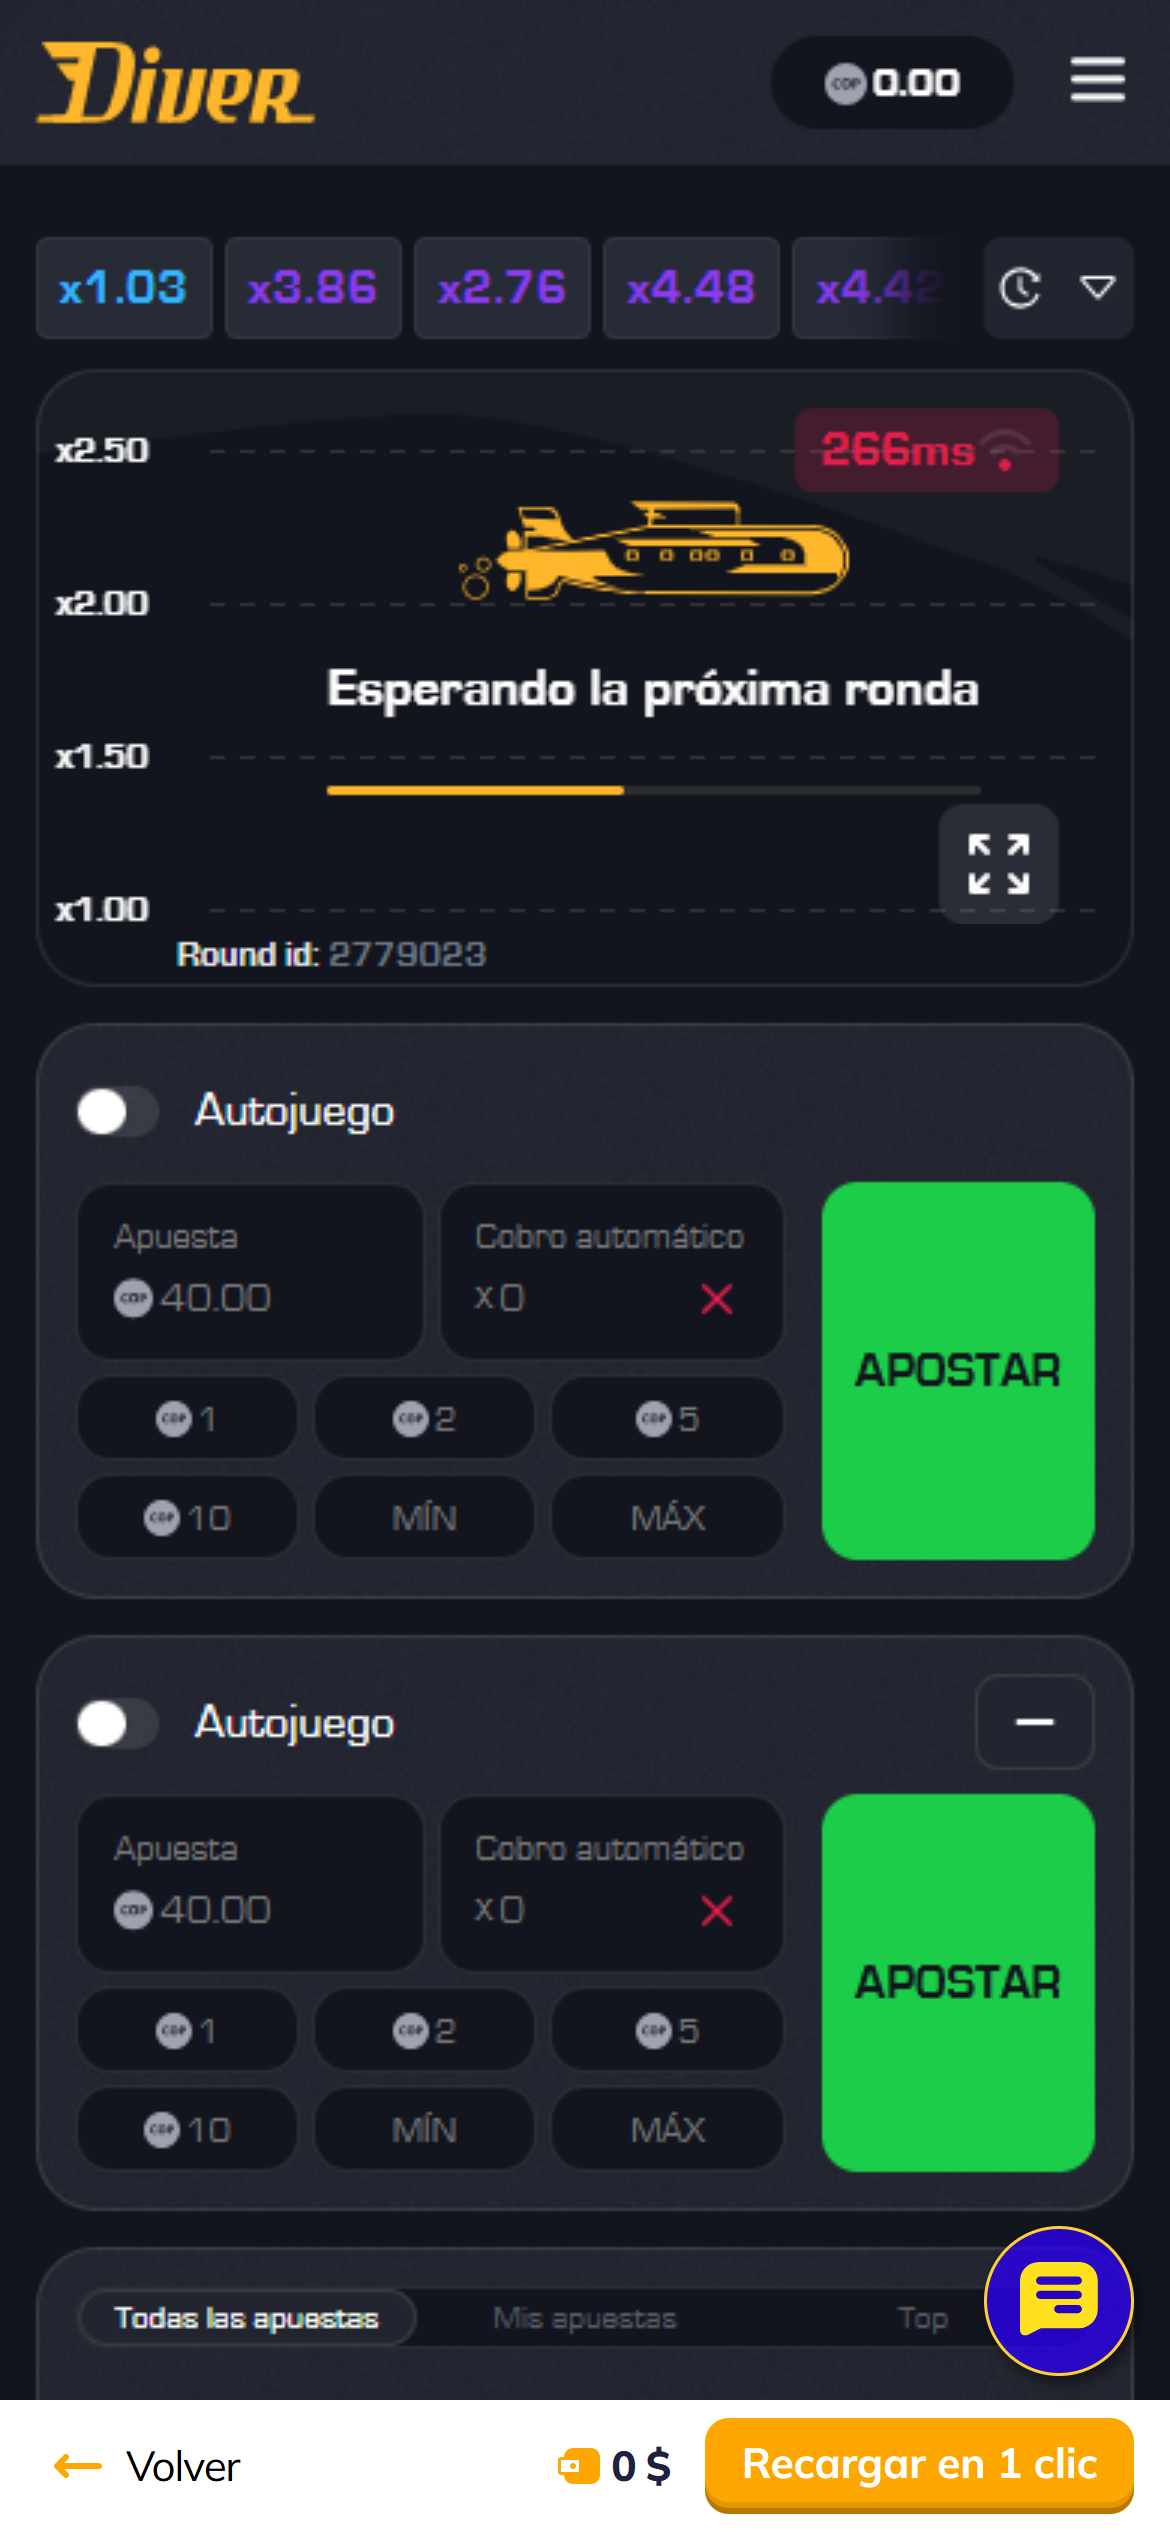 Diver
COP 0.00
x1.03 x3.86 x2.76 x4.48 x4.42
x2.50
266ms
x2.00
Esperando la próxima ronda
x1.50
x1.00
Round id: 2779023
Autojuego
Apuesta
Cobro automático
COP 40.00
x0
APOSTAR
COP 1
COP 2
COP 5
COP 10
MÍN
MÁX
Autojuego
Apuesta
Cobro automático
COP 40.00
x0
APOSTAR
COP 1
COP 2
COP 5
COP 10
MÍN
MÁX
Todas las apuestas
Mis apuestas
Top
Volver
0 $
Recargar en 1 clic